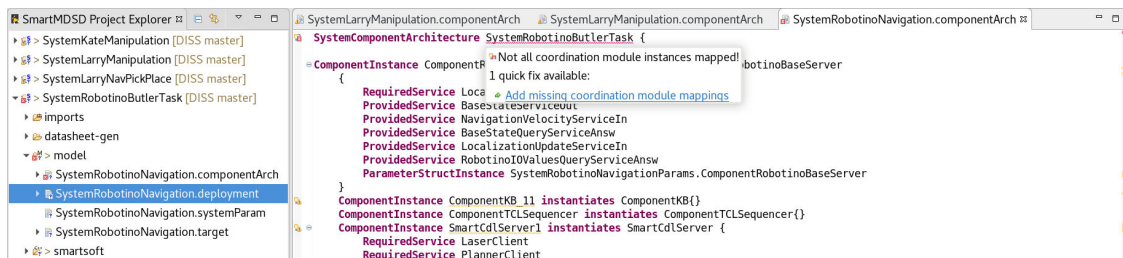 SmartMDSD Project Explorer
> SystemKateManipulation [DISS master]
> SystemLarryManipulation [DISS master]
> SystemLarryNavPickPlace [DISS master]
> SystemRobotinoButlerTask [DISS master]
imports
datasheet-gen
> model
SystemRobotinoNavigation.componentArch
SystemRobotinoNavigation.deployment
SystemRobotinoNavigation.systemParam
SystemRobotinoNavigation.target
> smartsoft
SystemLarryManipulation.componentArch SystemLarryManipulation.componentArch SystemRobotinoNavigation.componentArch
SystemComponentArchitecture SystemRobotinoButlerTask {
ComponentInstance obotinoBaseServer
{
RequiredService
ProvidedService BaseStateServiceOut
ProvidedService NavigationVelocityServiceIn
ProvidedService BaseStateQueryServiceAnsw
ProvidedService LocalizationUpdateServiceIn
ProvidedService RobotinoIOValuesQueryServiceAnsw
ParameterStructInstance SystemRobotinoNavigationParams.ComponentRobotinoBaseServer
}
ComponentInstance ComponentKB_11 instantiates ComponentKB{}
ComponentInstance ComponentTCLSequencer instantiates ComponentTCLSequencer{}
ComponentInstance SmartCdlServer1 instantiates SmartCdlServer {
RequiredService LaserClient
RequiredService PlannerClient
Not all coordination module instances mapped!
1 quick fix available:
Add missing coordination module mappings